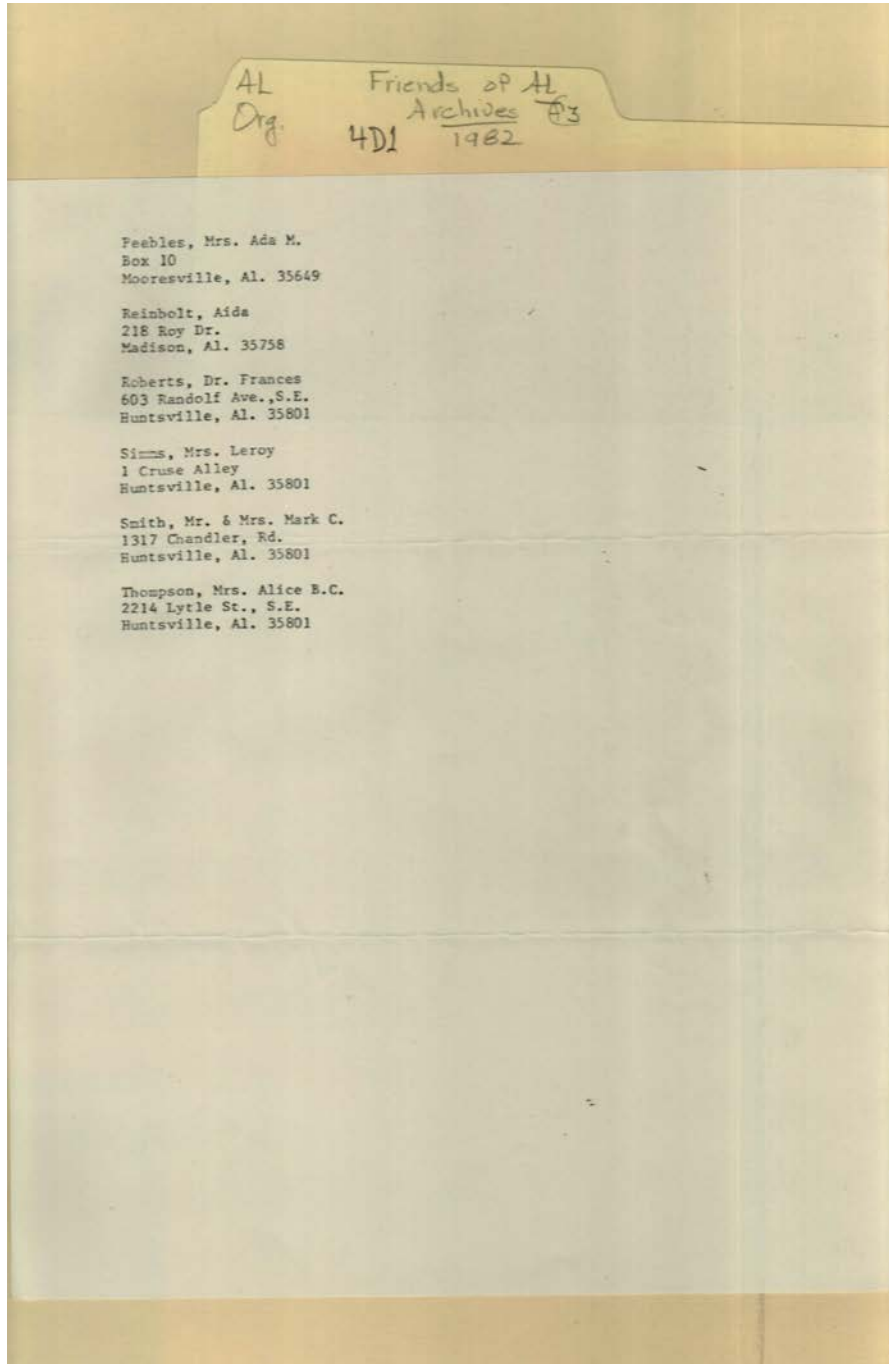 AL Friends of AL
Org. Archives #3
4D1 1982
Peebles, Mrs. Ada M.
Box 10
Mooresville, Al. 35649
Reinbolt, Aida
218 Roy Dr.
Madison, Al. 35758
Roberts, Dr. Frances
603 Randolf Ave.,S.E.
Huntsville, Al. 35801
Simms, Mrs. Leroy
1 Cruse Alley
Huntsville, Al. 35801
Smith, Mr. & Mrs. Mark C.
1317 Chandler, Rd.
Huntsville, Al. 35801
Thompson, Mrs. Alice B.C.
2214 Lytle St., S.E.
Huntsville, Al. 35801